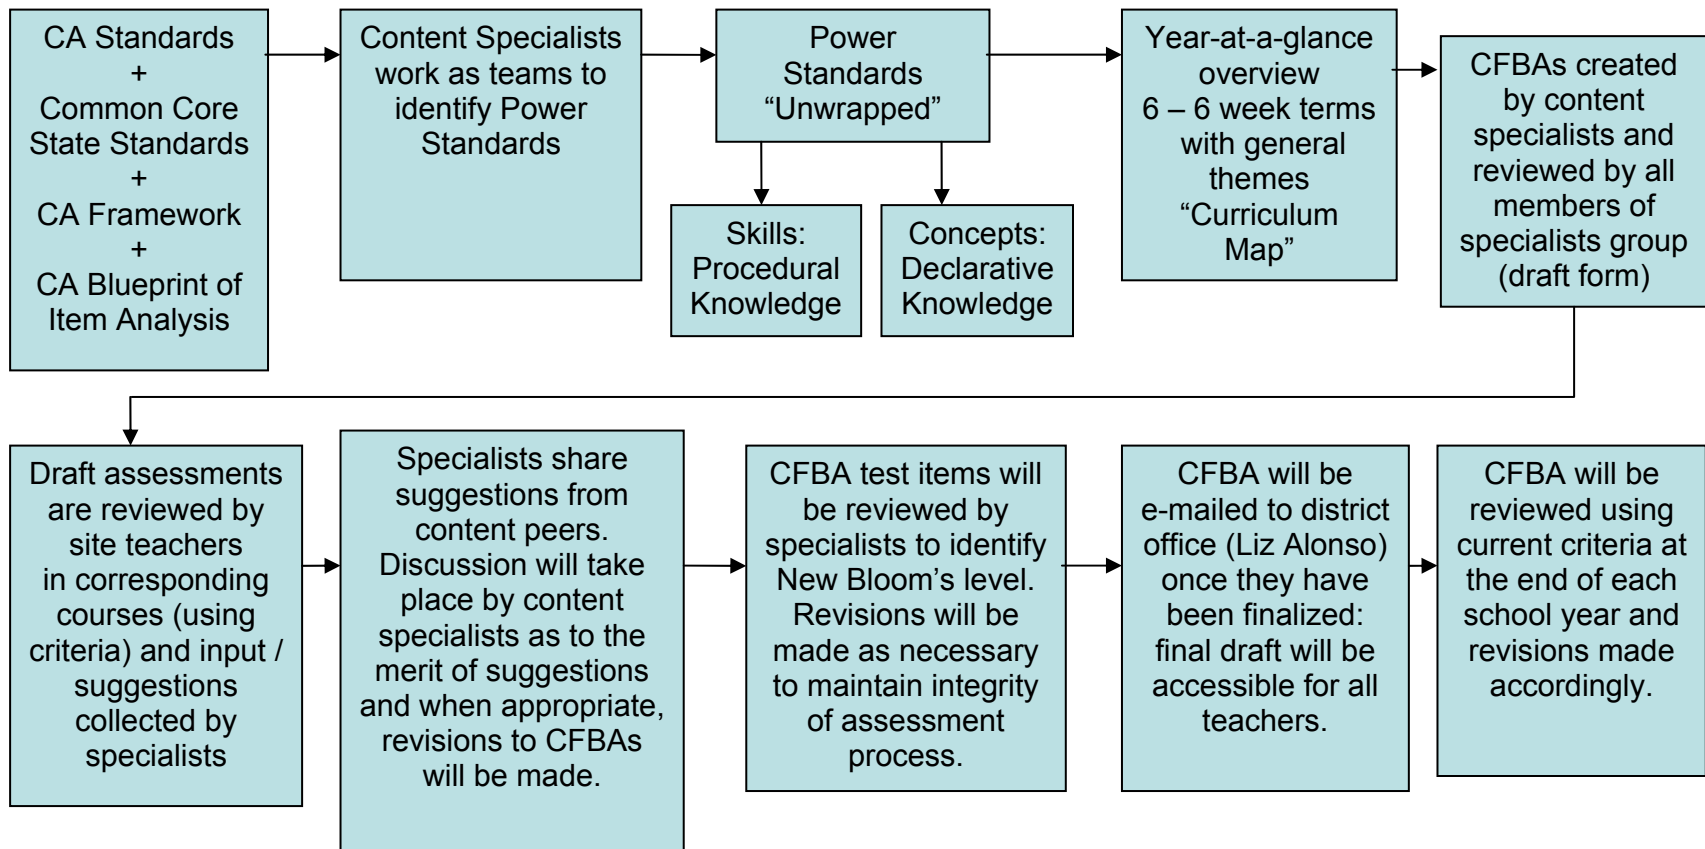 CA Standards
+
Common Core
State Standards
+
CA Framework
+
CA Blueprint of
Item Analysis
Content Specialists
work as teams to
identify Power
Standards
Power
Standards
“Unwrapped”
Skills:
Procedural
Knowledge
Concepts:
Declarative
Knowledge
Year-at-a-glance
overview
6 – 6 week terms
with general
themes
“Curriculum
Map”
CFBAs created
by content
specialists and
reviewed by all
members of
specialists group
(draft form)
Draft assessments
are reviewed by
site teachers
in corresponding
courses (using
criteria) and input /
suggestions
collected by
specialists
Specialists share
suggestions from
content peers.
Discussion will take
place by content
specialists as to the
merit of suggestions
and when appropriate,
revisions to CFBAs
will be made.
CFBA test items will
be reviewed by
specialists to identify
New Bloom’s level.
Revisions will be
made as necessary
to maintain integrity
of assessment
process.
CFBA will be
e-mailed to district
office (Liz Alonso)
once they have
been finalized:
final draft will be
accessible for all
teachers.
CFBA will be
reviewed using
current criteria at
the end of each
school year and
revisions made
accordingly.